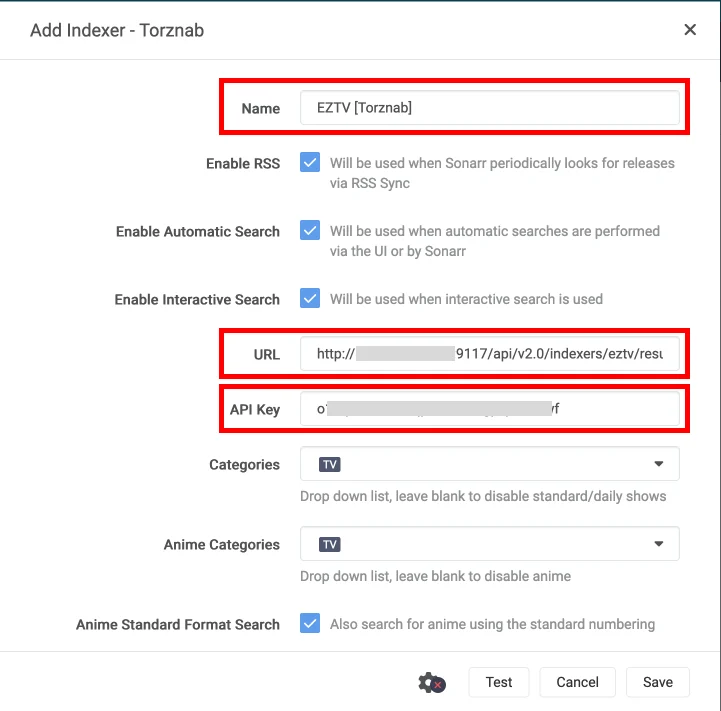 Add Indexer - Torznab
Name EZTV [Torznab]
Enable RSS Will be used when Sonarr periodically looks for releases
via RSS Sync
Enable Automatic Search Will be used when automatic searches are performed
via the UI or by Sonarr
Enable Interactive Search Will be used when interactive search is used
URL http:// 9117/api/v2.0/indexers/eztv/resu
API Key
Categories TV
Drop down list, leave blank to disable standard/daily shows
Anime Categories TV
Drop down list, leave blank to disable anime
Anime Standard Format Search Also search for anime using the standard numbering
Test Cancel Save